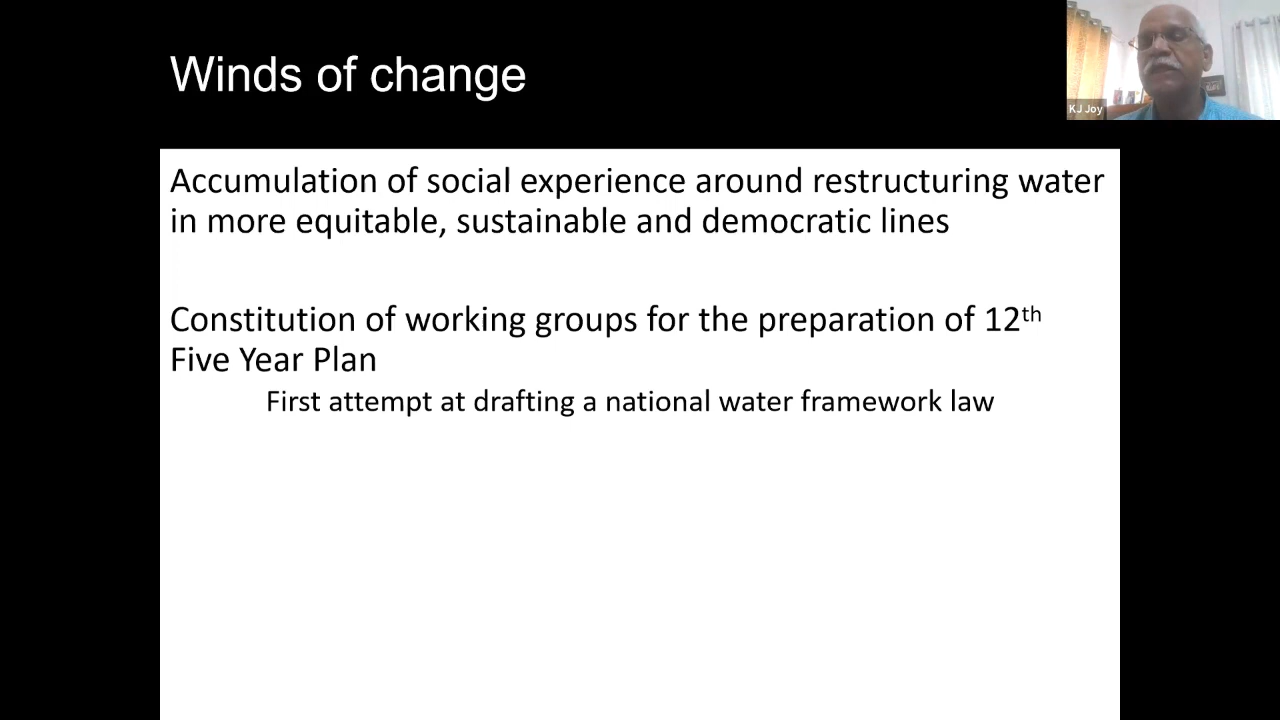 Winds of change
KJ Joy
Accumulation of social experience around restructuring water
in more equitable, sustainable and democratic lines
Constitution of working groups for the preparation of 12th
Five Year Plan
First attempt at drafting a national water framework law